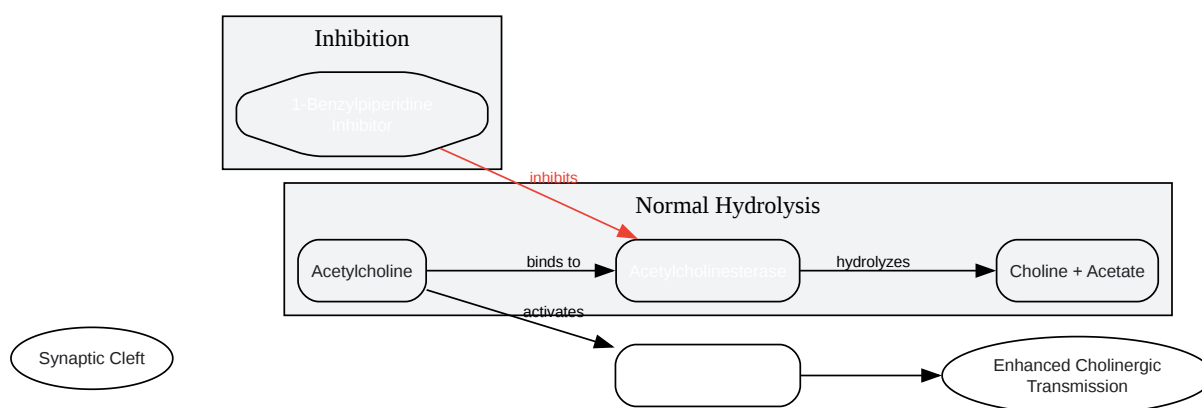 Inhibition
1-Benzylpiperidine
Inhibitor
inhibits
Normal Hydrolysis
Acetylcholine
binds to
Acetylcholinesterase
hydrolyzes
Choline + Acetate
activates
Synaptic Cleft
Enhanced Cholinergic
Transmission